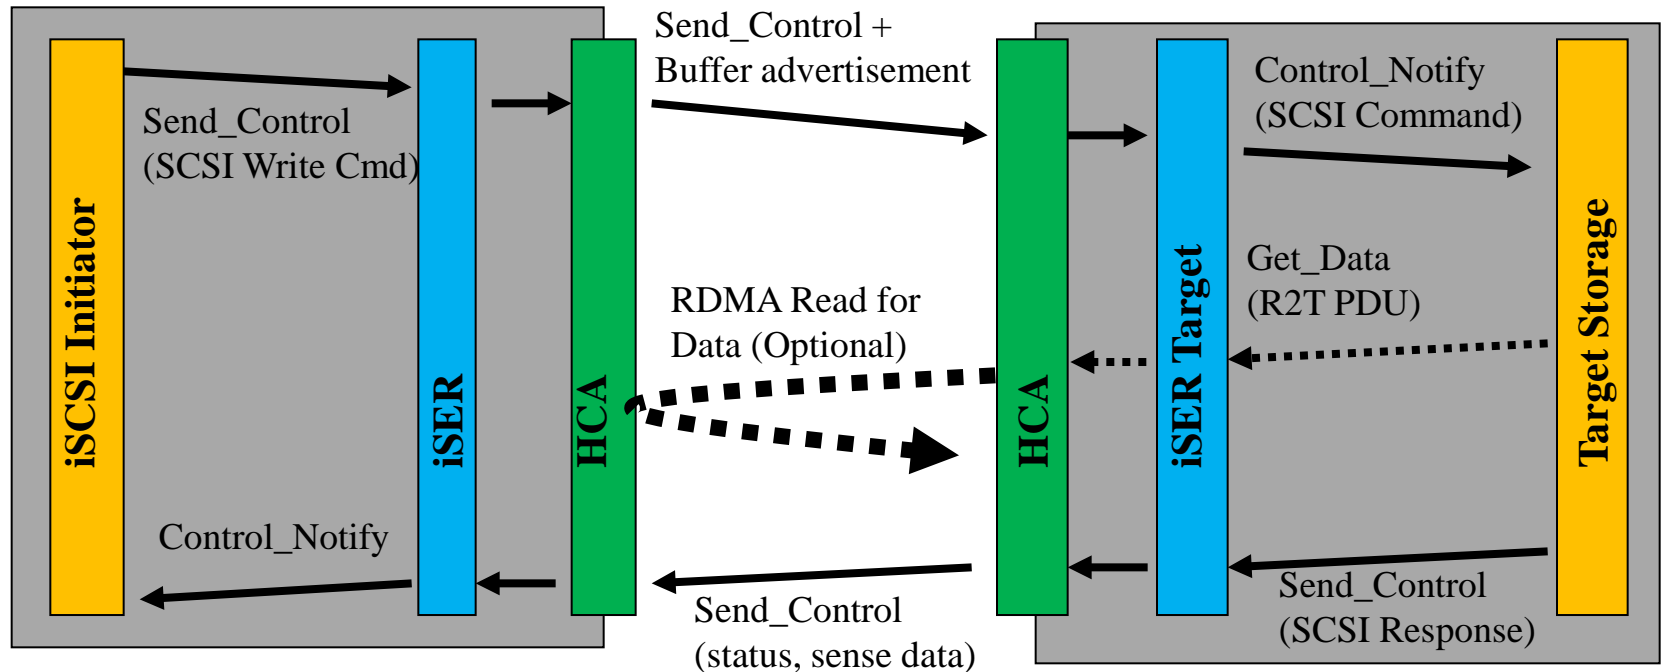 Send_Control +
Buffer advertisement
Control_Notify
(SCSI Command)
Send_Control
(SCSI Write Cmd)
iSCSI Initiator
iSER
HCA
RDMA Read for
Data (Optional)
HCA
iSER Target
Get_Data
(R2T PDU)
Target Storage
Control_Notify
Send_Control
(status, sense data)
Send_Control
(SCSI Response)